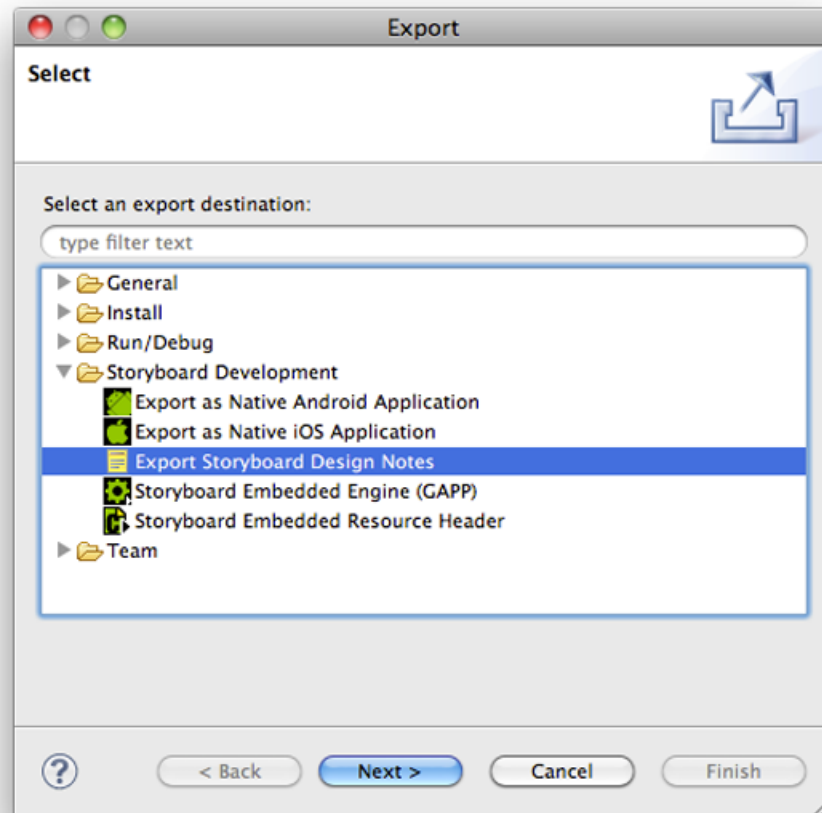 Export
Select
Select an export destination:
type filter text
General
Install
Run/Debug
Storyboard Development
Export as Native Android Application
Export as Native iOS Application
Export Storyboard Design Notes
Storyboard Embedded Engine (GAPP)
Storyboard Embedded Resource Header
Team
? < Back Next > Cancel Finish